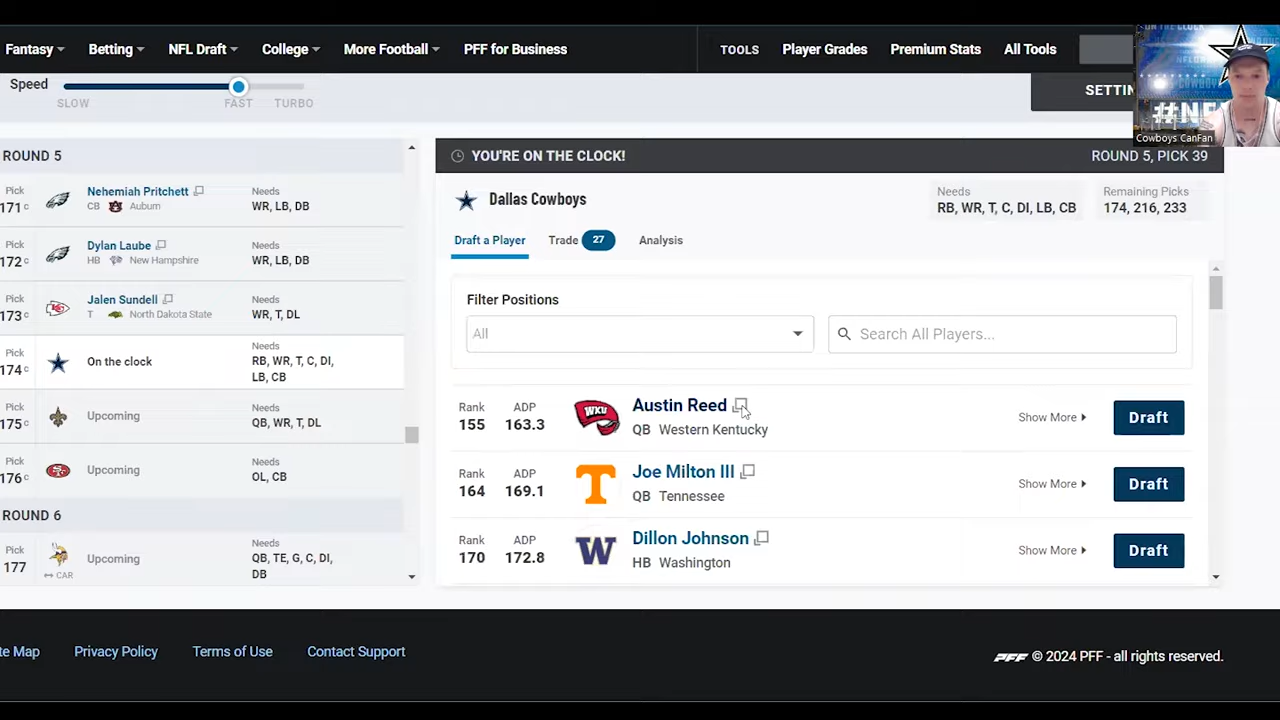 Fantasy
Betting
NFL Draft
College
More Football
PFF for Business
TOOLS
Player Grades
Premium Stats
All Tools
Speed
SLOW
FAST
TURBO
SETTIN
Cowboys CanFan
ROUND 5
Pick
171 c
Nehemiah Pritchett
CB Auburn
Needs
WR, LB, DB
Pick
172 c
Dylan Laube
HB New Hampshire
Needs
WR, LB, DB
Pick
173 c
Jalen Sundell
T North Dakota State
Needs
WR, T, DL
Pick
174 c
On the clock
Needs
RB, WR, T, C, DI,
LB, CB
Pick
175 c
Upcoming
Needs
QB, WR, T, DL
Pick
176 c
Upcoming
Needs
OL, CB
ROUND 6
Pick
177
CAR
Upcoming
Needs
QB, TE, G, C, DI,
DB
YOU'RE ON THE CLOCK!
ROUND 5, PICK 39
Dallas Cowboys
Needs
RB, WR, T, C, DI, LB, CB
Remaining Picks
174, 216, 233
Draft a Player
Trade 27
Analysis
Filter Positions
All
Search All Players...
Rank
155
ADP
163.3
WKU
Austin Reed
QB Western Kentucky
Show More
Draft
Rank
164
ADP
169.1
T
Joe Milton III
QB Tennessee
Show More
Draft
Rank
170
ADP
172.8
W
Dillon Johnson
HB Washington
Show More
Draft
te Map
Privacy Policy
Terms of Use
Contact Support
PFF © 2024 PFF - all rights reserved.